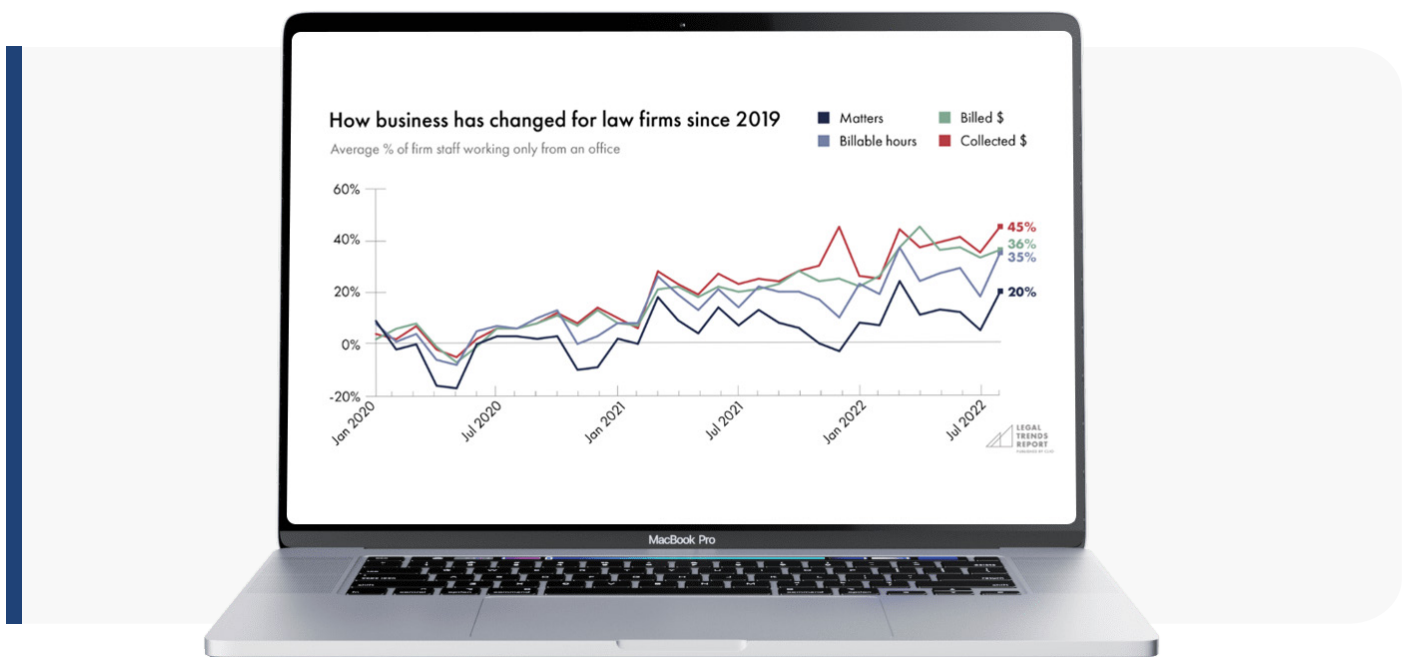 How business has changed for law firms since 2019
Average % of firm staff working only from an office
Matters
Billed $
Billable hours
Collected $
60%
40%
20%
0%
-20%
45%
36%
35%
20%
Jan 2020
Jul 2020
Jan 2021
Jul 2021
Jan 2022
Jul 2022
LEGAL
TRENDS
REPORT
MacBook Pro